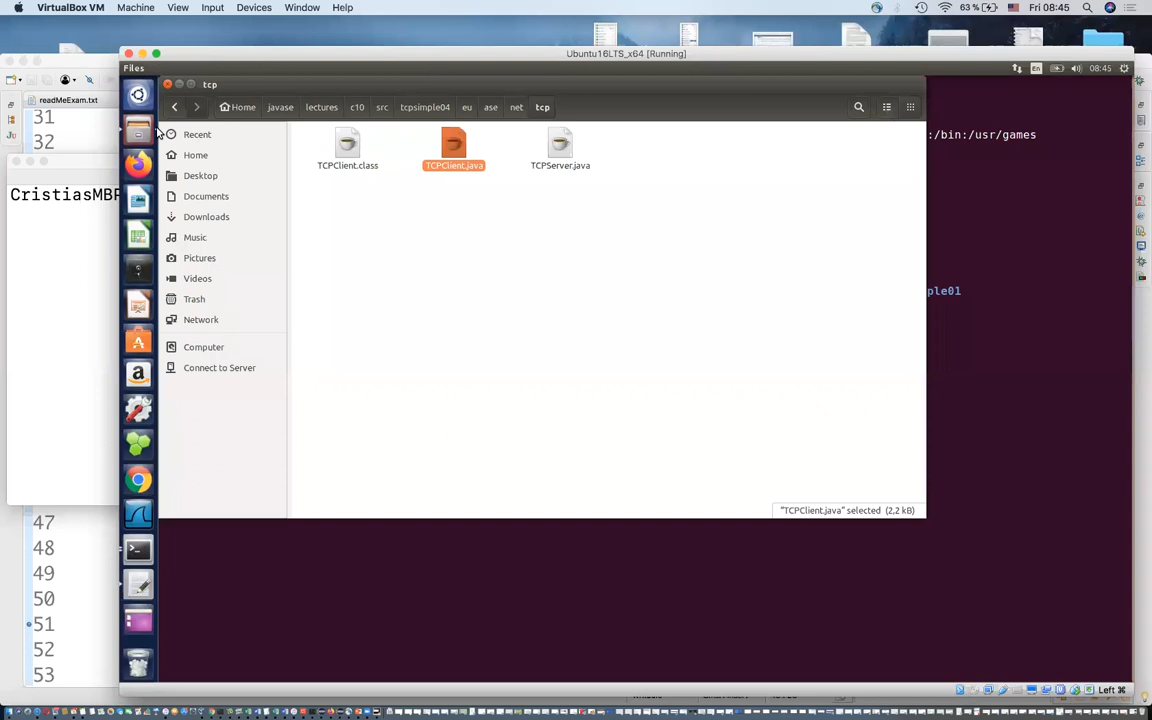 VirtualBox VM Machine View Input Devices Window Help 63 % Fri 08:45
Ubuntu16LTS_x64 [Running]
Files En 08:45
readMeExam.txt
tcp
Home javase lectures c10 src tcpsimple04 eu ase net tcp
31
32
CristiasMBP
Recent
Home
Desktop
Documents
Downloads
Music
Pictures
Videos
Trash
Network
Computer
Connect to Server
TCPClient.class TCPClient.java TCPServer.java
:/bin:/usr/games
ple01
"TCPClient.java" selected (2,2 kB)
47
48
49
50
51
52
53
Left ⌘